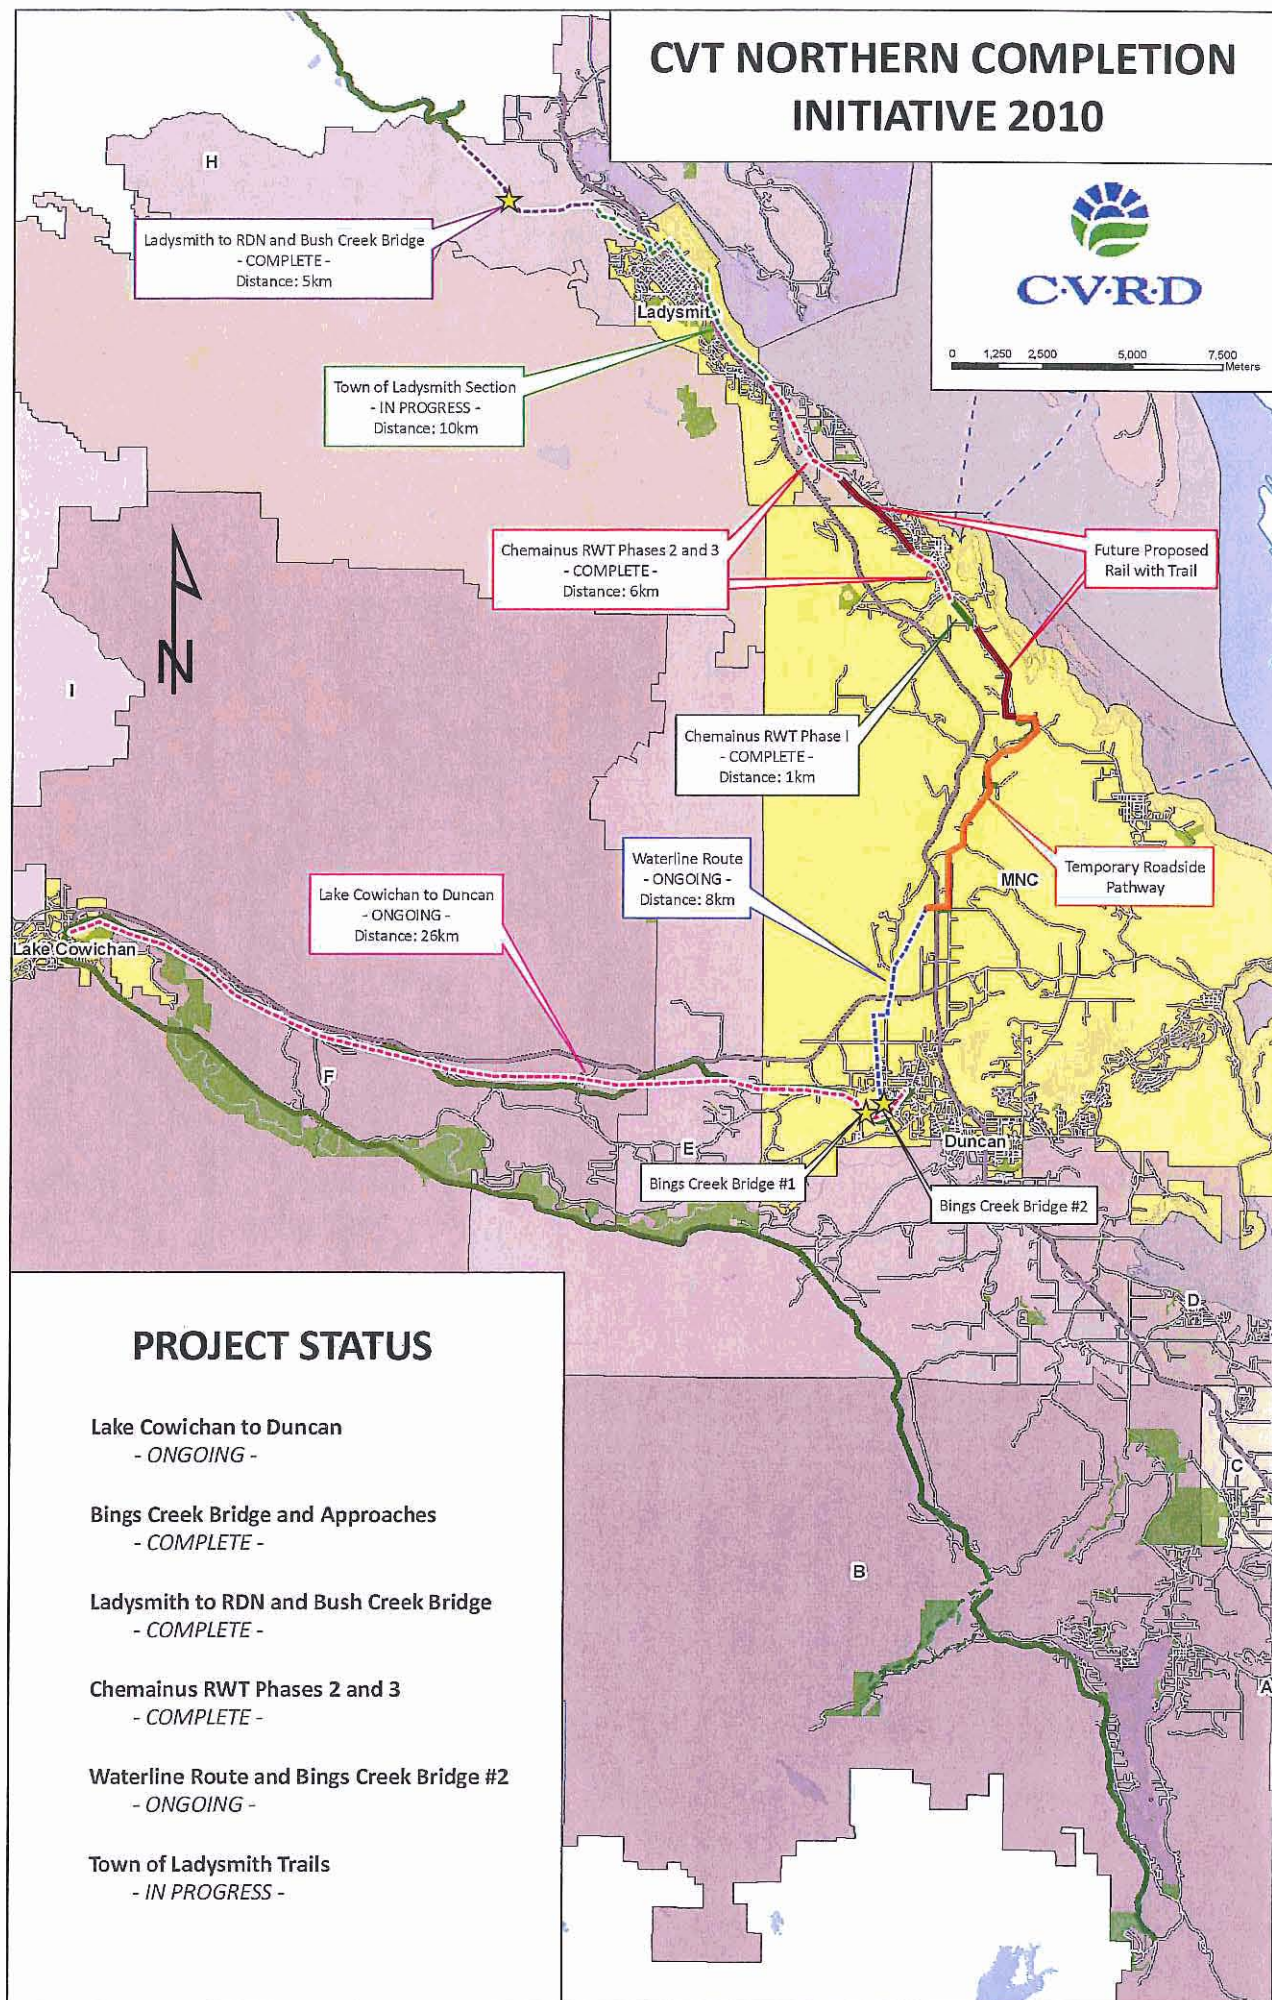 CVT NORTHERN COMPLETION
INITIATIVE 2010
C·V·R·D
0 1,250 2,500 5,000 7,500
Meters
H
Ladysmith to RDN and Bush Creek Bridge
- COMPLETE -
Distance: 5km
Ladysmit
Town of Ladysmith Section
- IN PROGRESS -
Distance: 10km
Chemainus RWT Phases 2 and 3
- COMPLETE -
Distance: 6km
Future Proposed
Rail with Trail
N
I
Chemainus RWT Phase I
- COMPLETE -
Distance: 1km
Waterline Route
- ONGOING -
Distance: 8km
Temporary Roadside
Pathway
MNC
Lake Cowichan to Duncan
- ONGOING -
Distance: 26km
Lake Cowichan
F
E
Duncan
Bings Creek Bridge #1
Bings Creek Bridge #2
D
C
B
A
PROJECT STATUS
Lake Cowichan to Duncan
- ONGOING -
Bings Creek Bridge and Approaches
- COMPLETE -
Ladysmith to RDN and Bush Creek Bridge
- COMPLETE -
Chemainus RWT Phases 2 and 3
- COMPLETE -
Waterline Route and Bings Creek Bridge #2
- ONGOING -
Town of Ladysmith Trails
- IN PROGRESS -